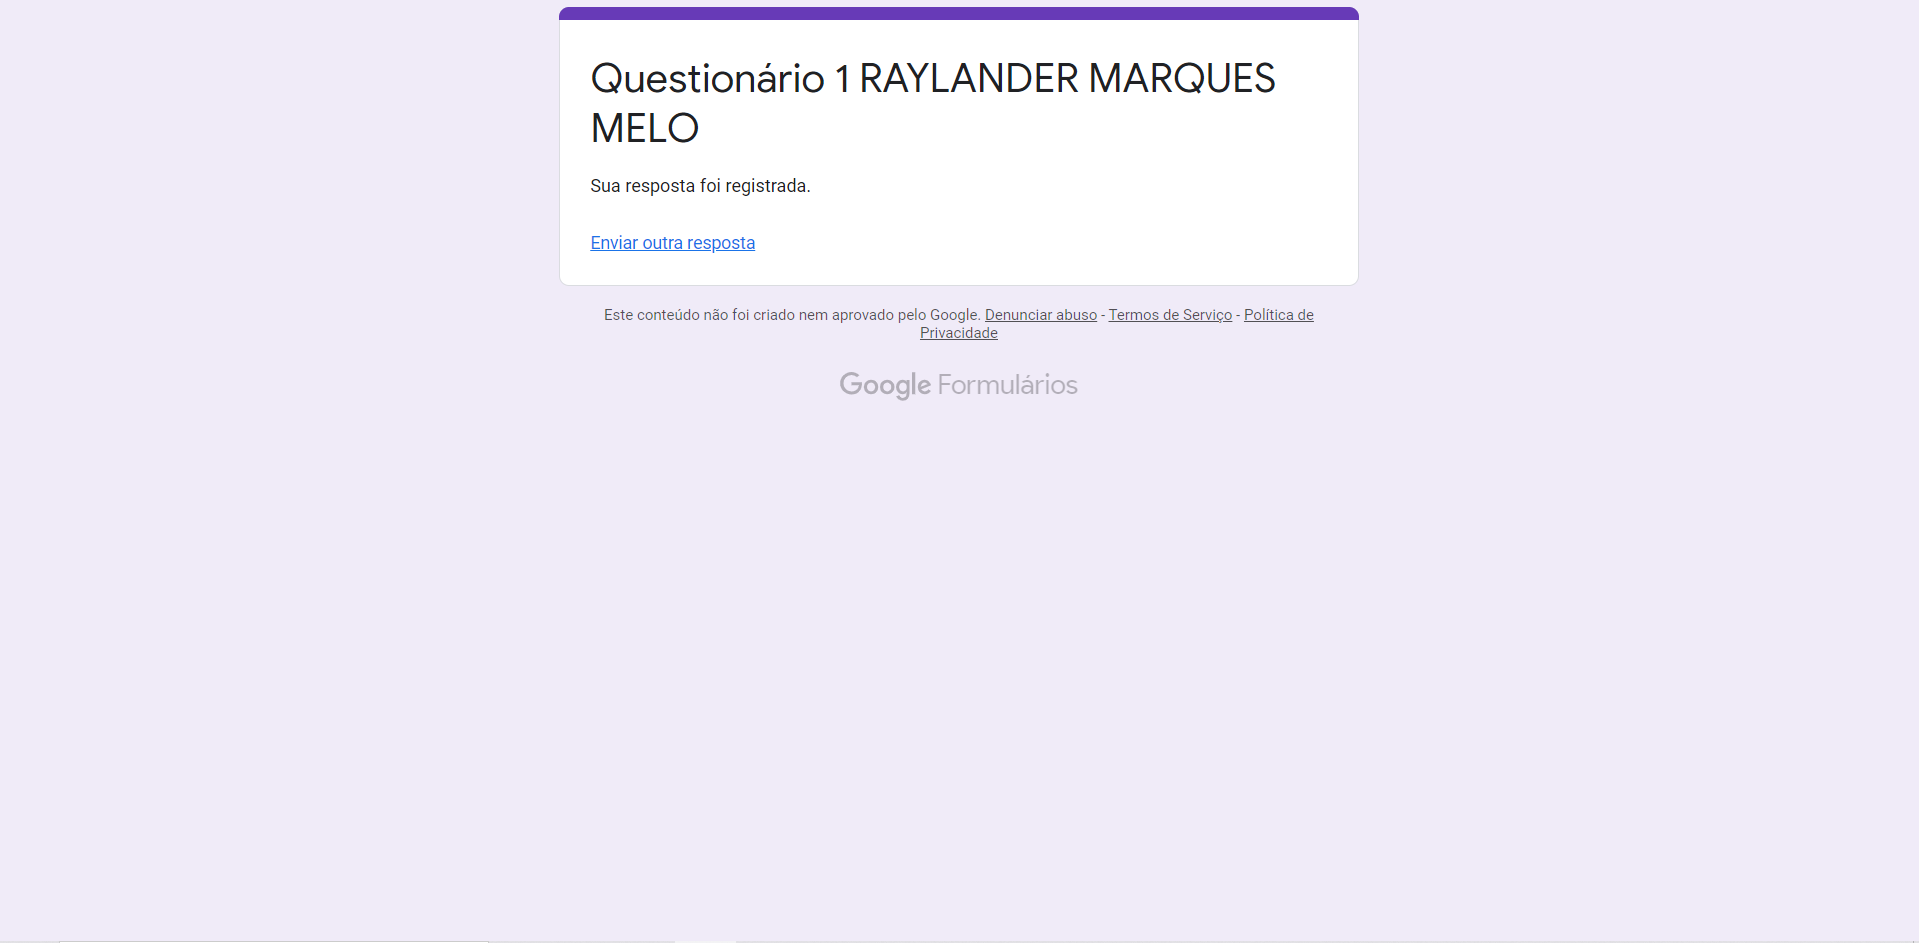 Questionário 1 RAYLANDER MARQUES
MELO
Sua resposta foi registrada.
Enviar outra resposta
Este conteúdo não foi criado nem aprovado pelo Google. Denunciar abuso - Termos de Serviço - Política de
Privacidade
Google Formulários